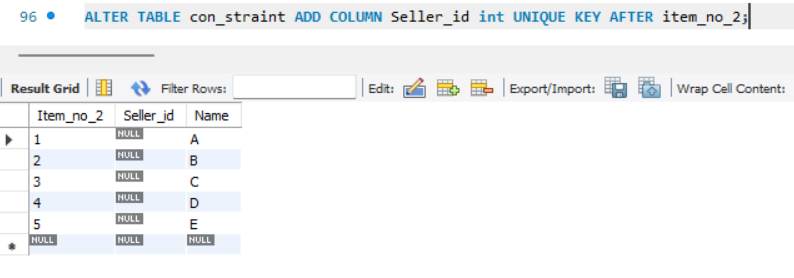 96 ALTER TABLE con_straint ADD COLUMN Seller_id int UNIQUE KEY AFTER item_no_2;
Result Grid Filter Rows: Edit: Export/Import: Wrap Cell Content:
Item_no_2 Seller_id Name
1 NULL A
2 NULL B
3 NULL C
4 NULL D
5 NULL E
NULL NULL NULL